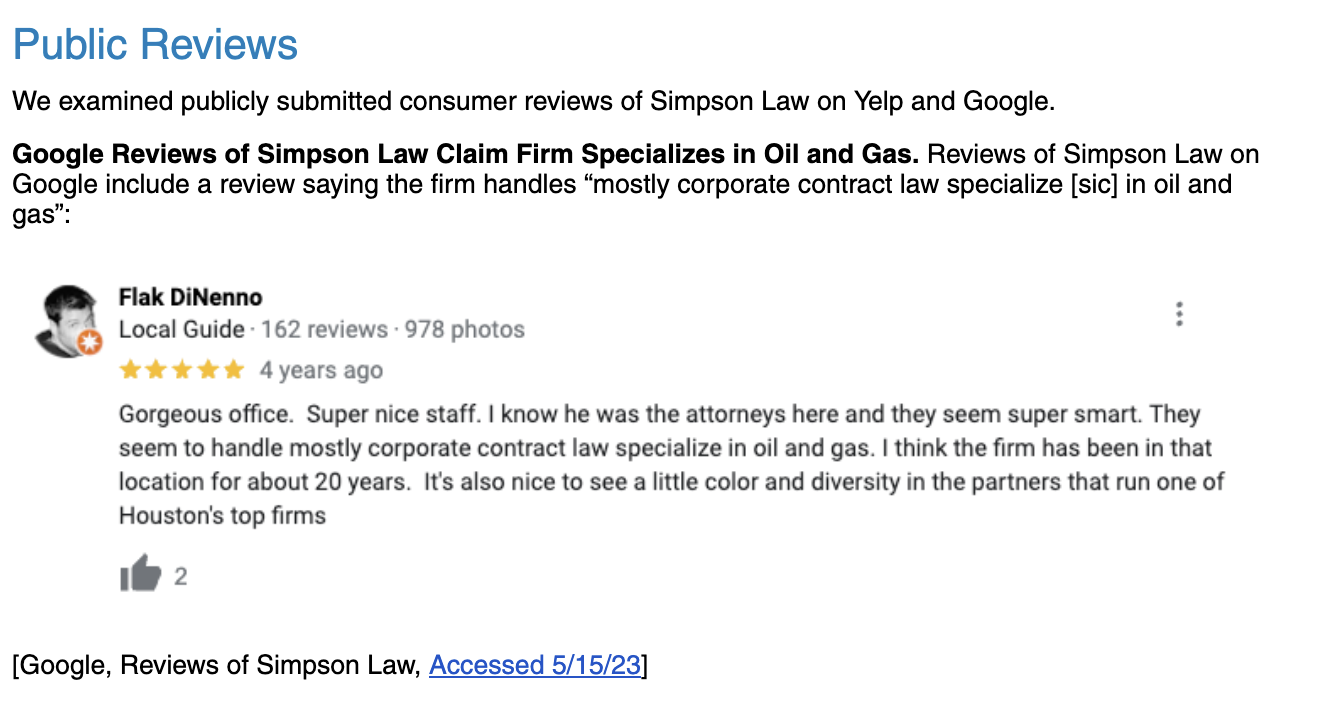 Public Reviews
We examined publicly submitted consumer reviews of Simpson Law on Yelp and Google.
Google Reviews of Simpson Law Claim Firm Specializes in Oil and Gas. Reviews of Simpson Law on
Google include a review saying the firm handles “mostly corporate contract law specialize [sic] in oil and
gas”:
Flak DiNenno
Local Guide · 162 reviews · 978 photos
4 years ago
Gorgeous office.  Super nice staff. I know he was the attorneys here and they seem super smart. They
seem to handle mostly corporate contract law specialize in oil and gas. I think the firm has been in that
location for about 20 years.  It's also nice to see a little color and diversity in the partners that run one of
Houston's top firms
2
[Google, Reviews of Simpson Law, Accessed 5/15/23]